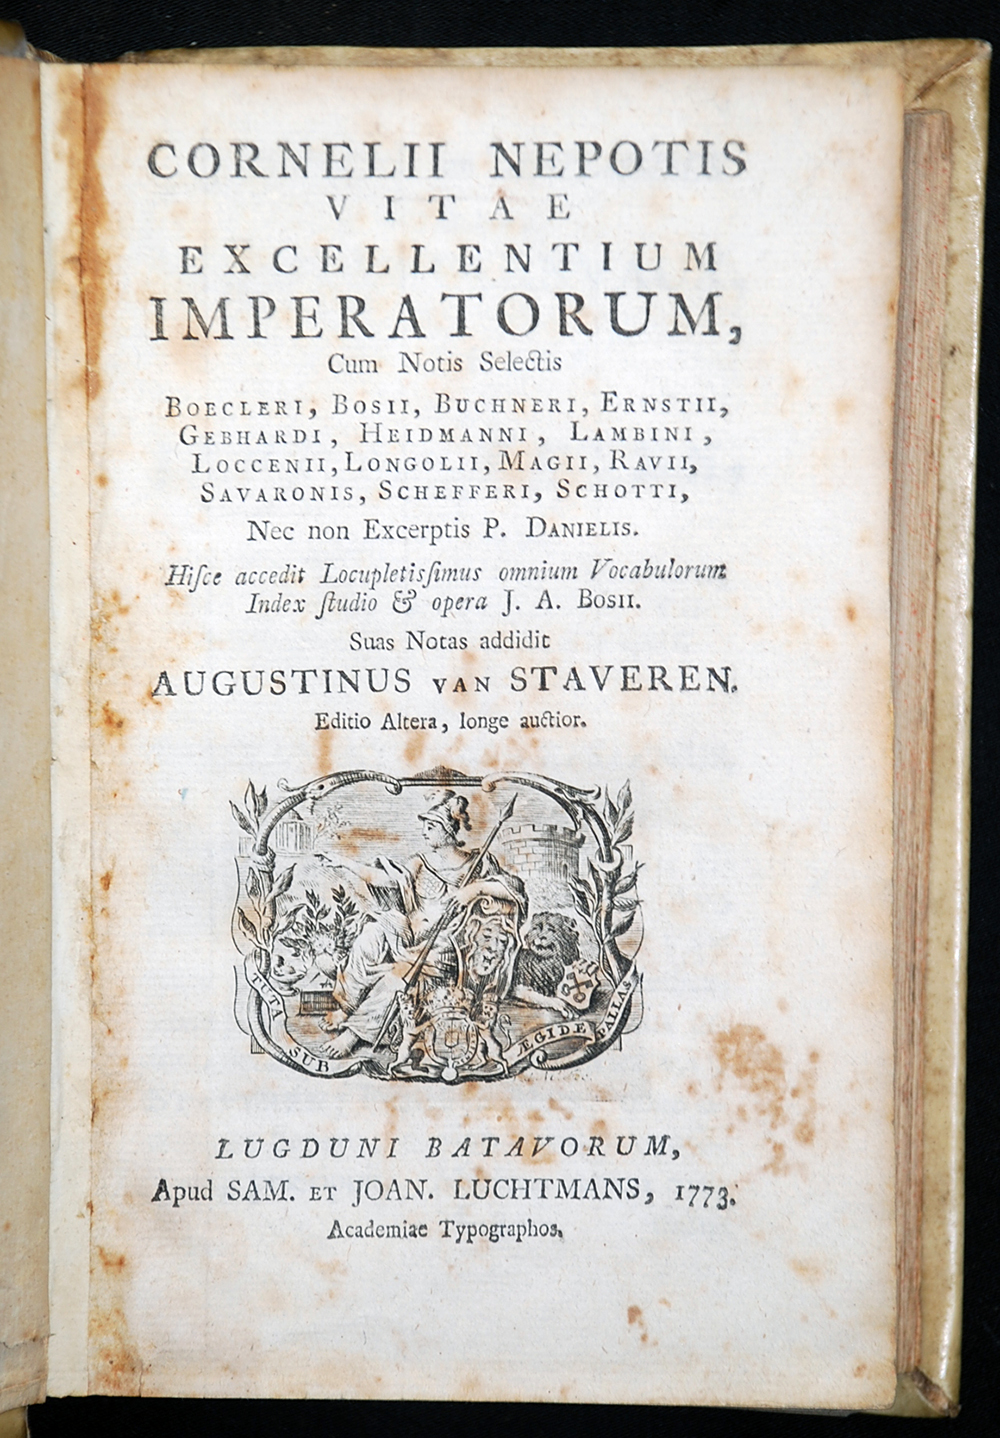 CORNELII NEPOTIS
VITAE
EXCELLENTIUM
IMPERATORUM,
Cum Notis Selectis
BOECLERI, BOSII, BUCHNERI, ERNSTII,
GEBHARDI, HEIDMANNI, LAMBINI,
LOCCENII, LONGOLII, MAGII, RAVII,
SAVARONIS, SCHEFFERI, SCHOTTI,
Nec non Excerptis P. DANIELIS.
Hiſce accedit Locupletisſimus omnium Vocabulorum
Index ſtudio & opera J. A. BOSII.
Suas Notas addidit
AUGUSTINUS VAN STAVEREN.
Editio Altera, longe auctior.
TUTA
SUB
ÆGIDE
PALLAS
LUGDUNI BATAVORUM,
Apud SAM. ET JOAN. LUCHTMANS, 1773.
Academiae Typographos.